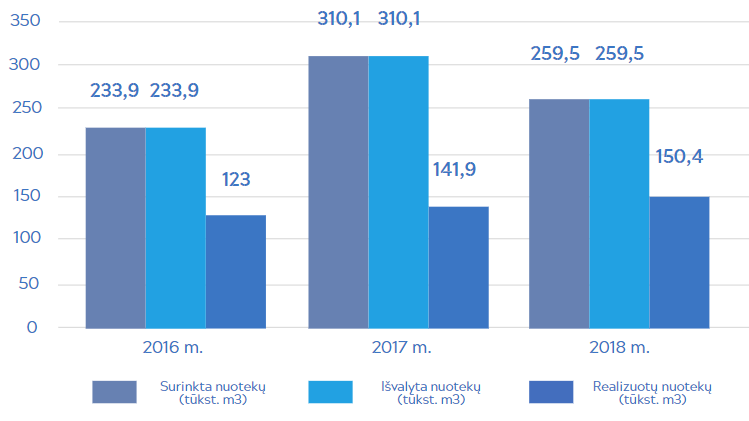 350
300
250
200
150
100
50
0
233,9 233,9
123
310,1 310,1
141,9
259,5 259,5
150,4
2016 m. 2017 m. 2018 m.
Surinkta nuotekų
(tūkst. m3)
Išvalyta nuotekų
(tūkst. m3)
Realizuotų nuotekų
(tūkst. m3)